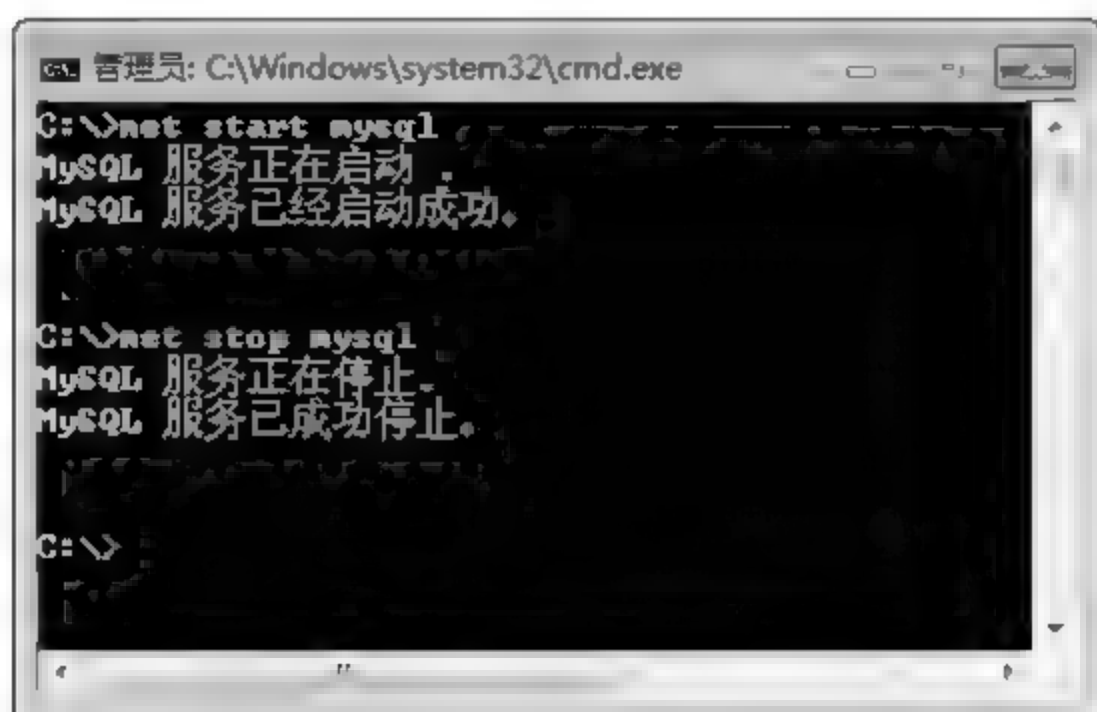 管理员: C:\Windows\system32\cmd.exe
C:\>net start mysql
MySQL 服务正在启动 .
MySQL 服务已经启动成功。
C:\>net stop mysql
MySQL 服务正在停止.
MySQL 服务已成功停止。
C:\>